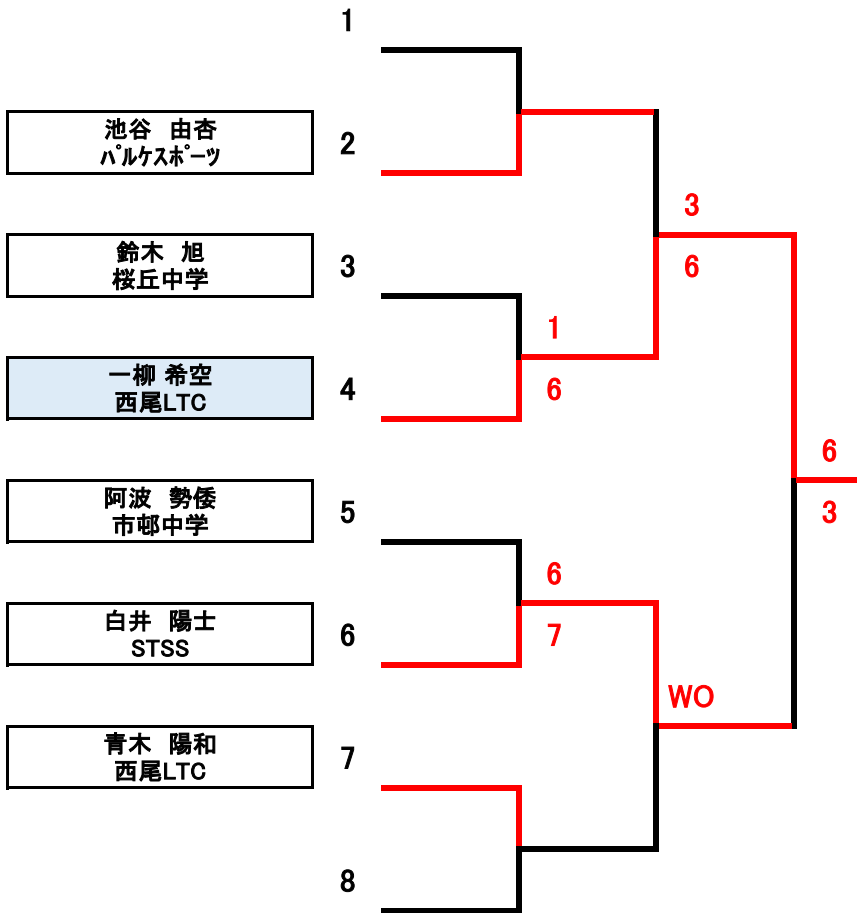 1
池谷　由杏
ﾊﾟﾙｹｽﾎﾟｰﾂ
2
3
鈴木　旭
桜丘中学
3
6
1
一柳 希空
西尾LTC
4
6
6
阿波　勢倭
市邨中学
5
3
6
白井　陽士
STSS
6
7
WO
青木　陽和
西尾LTC
7
8